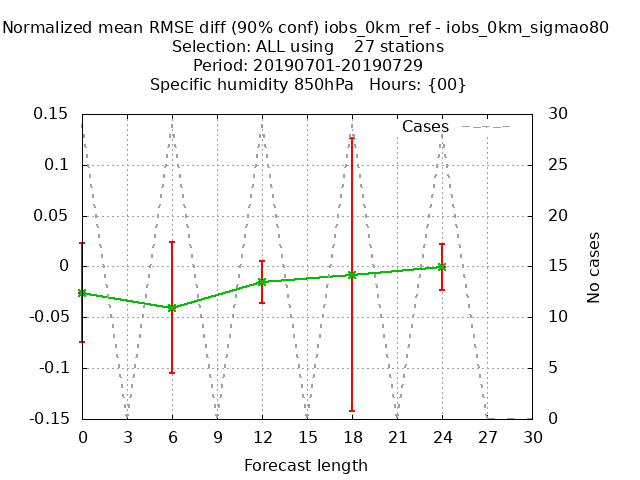 Normalized mean RMSE diff (90% conf) iobs_0km_ref - iobs_0km_sigmao80
Selection: ALL using    27 stations
Period: 20190701-20190729
Specific humidity 850hPa   Hours: {00}
Cases
0.15
0.1
0.05
0
-0.05
-0.1
-0.15
30
25
20
15
10
5
0
No cases
0 3 6 9 12 15 18 21 24 27 30
Forecast length